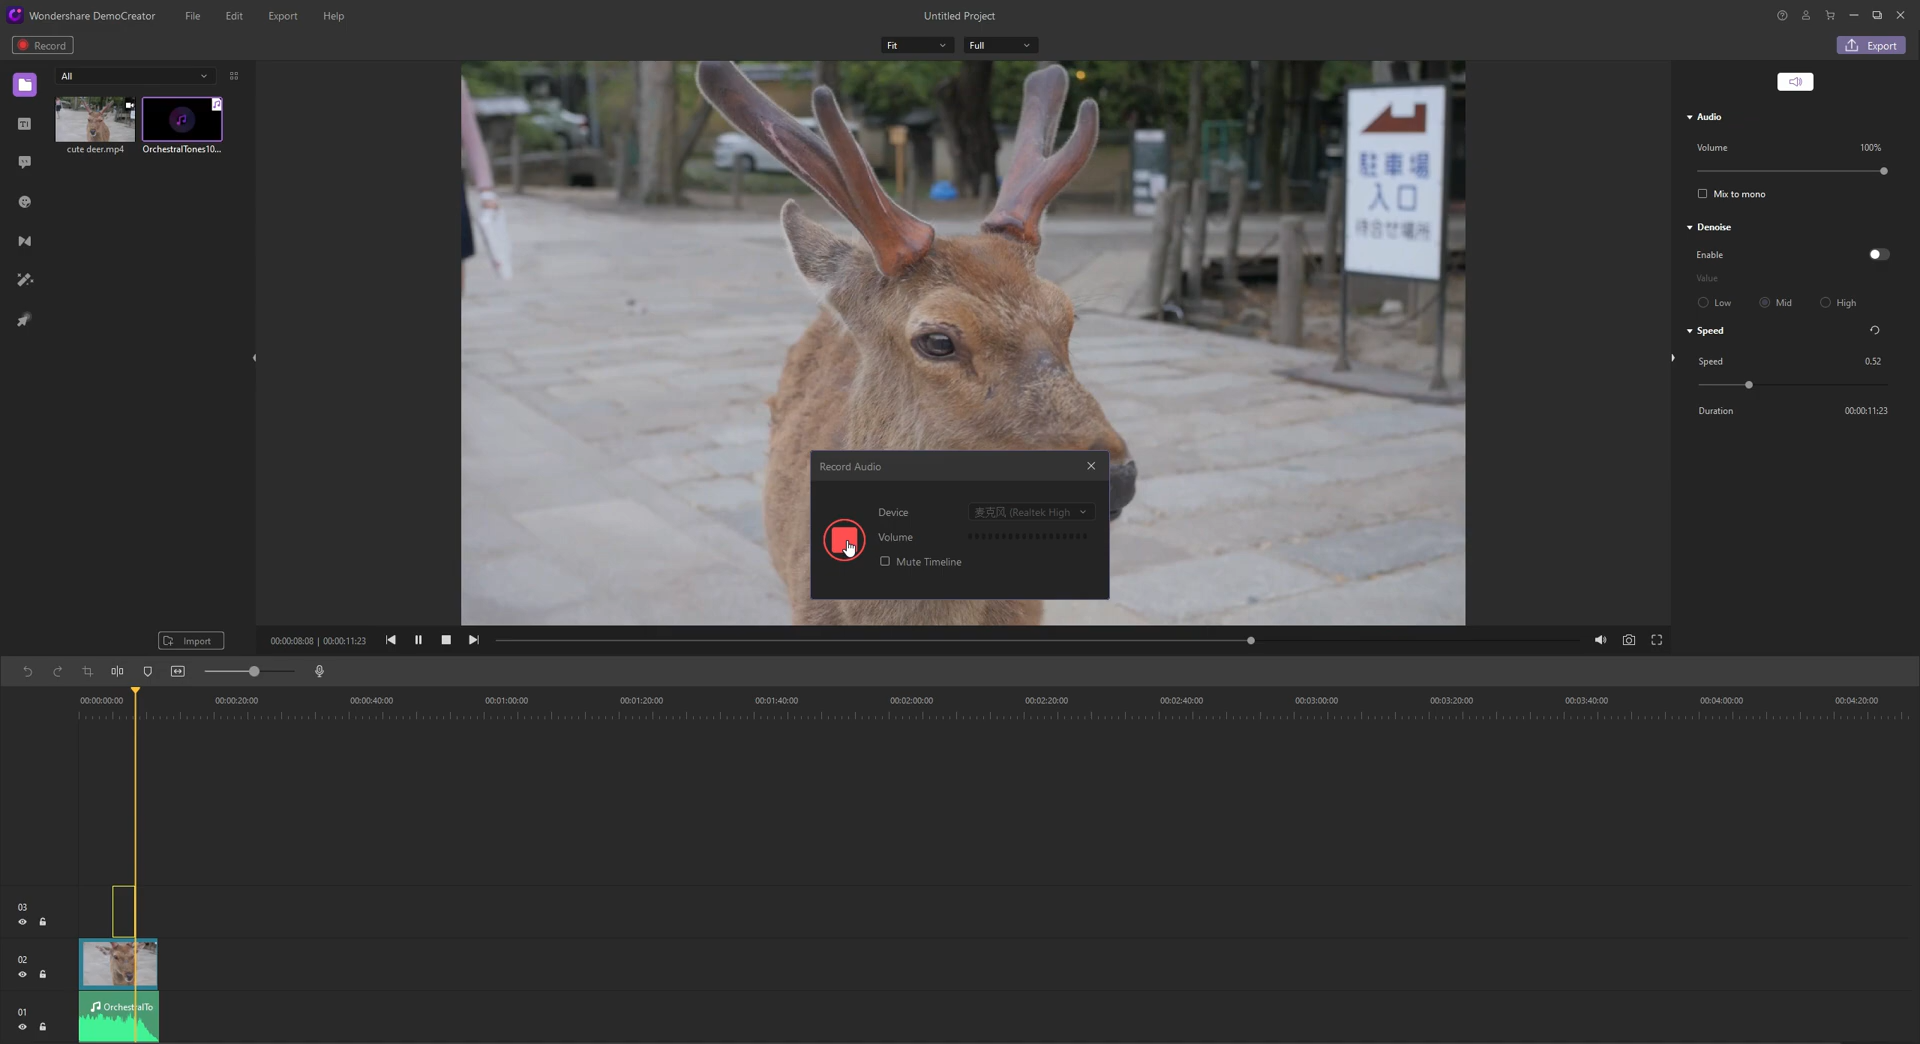 Wondershare DemoCreator File Edit Export Help Untitled Project
Record Fit Full Export
All
cute deer.mp4 OrchestralTones10...
駐車場
入口
待合せ場所
Audio
Volume 100%
Mix to mono
Denoise
Enable
Value
Low Mid High
Speed
Speed 0.52
Duration 00:00:11:23
Record Audio
Device 麦克风 (Realtek High
Volume
Mute Timeline
Import 00:00:08:08 | 00:00:11:23
00:00:00:00 00:00:20:00 00:00:40:00 00:01:00:00 00:01:20:00 00:01:40:00 00:02:00:00 00:02:20:00 00:02:40:00 00:03:00:00 00:03:20:00 00:03:40:00 00:04:00:00 00:04:20:00
03
02
01 OrchestralTo